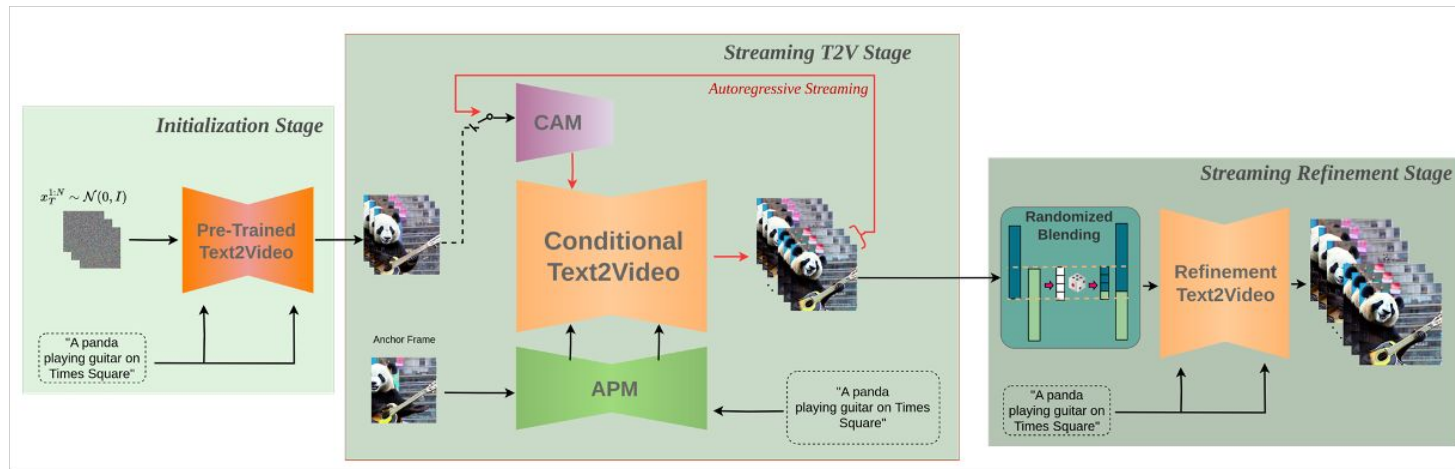 Initialization Stage
$x_T^{1:N} \sim \mathcal{N}(0, I)$
Pre-Trained
Text2Video
"A panda
playing guitar on
Times Square"
Streaming T2V Stage
Autoregressive Streaming
CAM
Conditional
Text2Video
Anchor Frame
APM
"A panda
playing guitar on Times
Square"
Streaming Refinement Stage
Randomized
Blending
Refinement
Text2Video
"A panda
playing guitar on
Times Square"